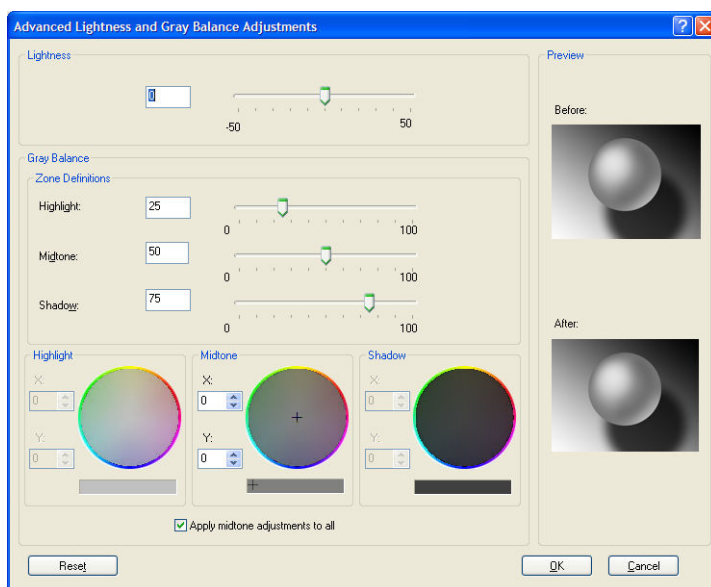 Advanced Lightness and Gray Balance Adjustments
Lightness
0
-50 50
Gray Balance
Zone Definitions
Highlight: 25
0 100
Midtone: 50
0 100
Shadow: 75
0 100
Highlight
X:
0
Y:
0
Midtone
X:
0
Y:
0
Shadow
X:
0
Y:
0
Apply midtone adjustments to all
Preview
Before:
After:
Reset
OK
Cancel